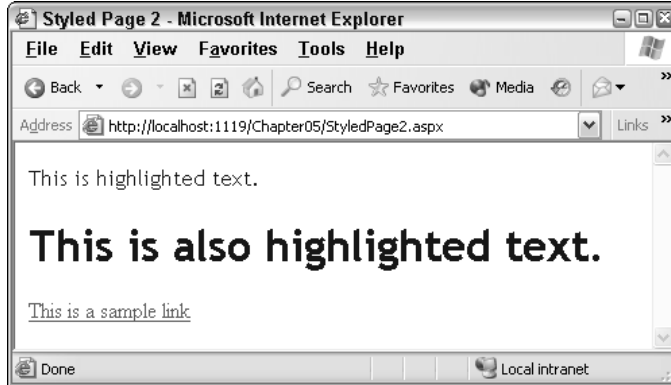 Styled Page 2 - Microsoft Internet Explorer
File Edit View Favorites Tools Help
Back Search Favorites Media »
Address http://localhost:1119/Chapter05/StyledPage2.aspx Links »
This is highlighted text.
This is also highlighted text.
This is a sample link
Done Local intranet